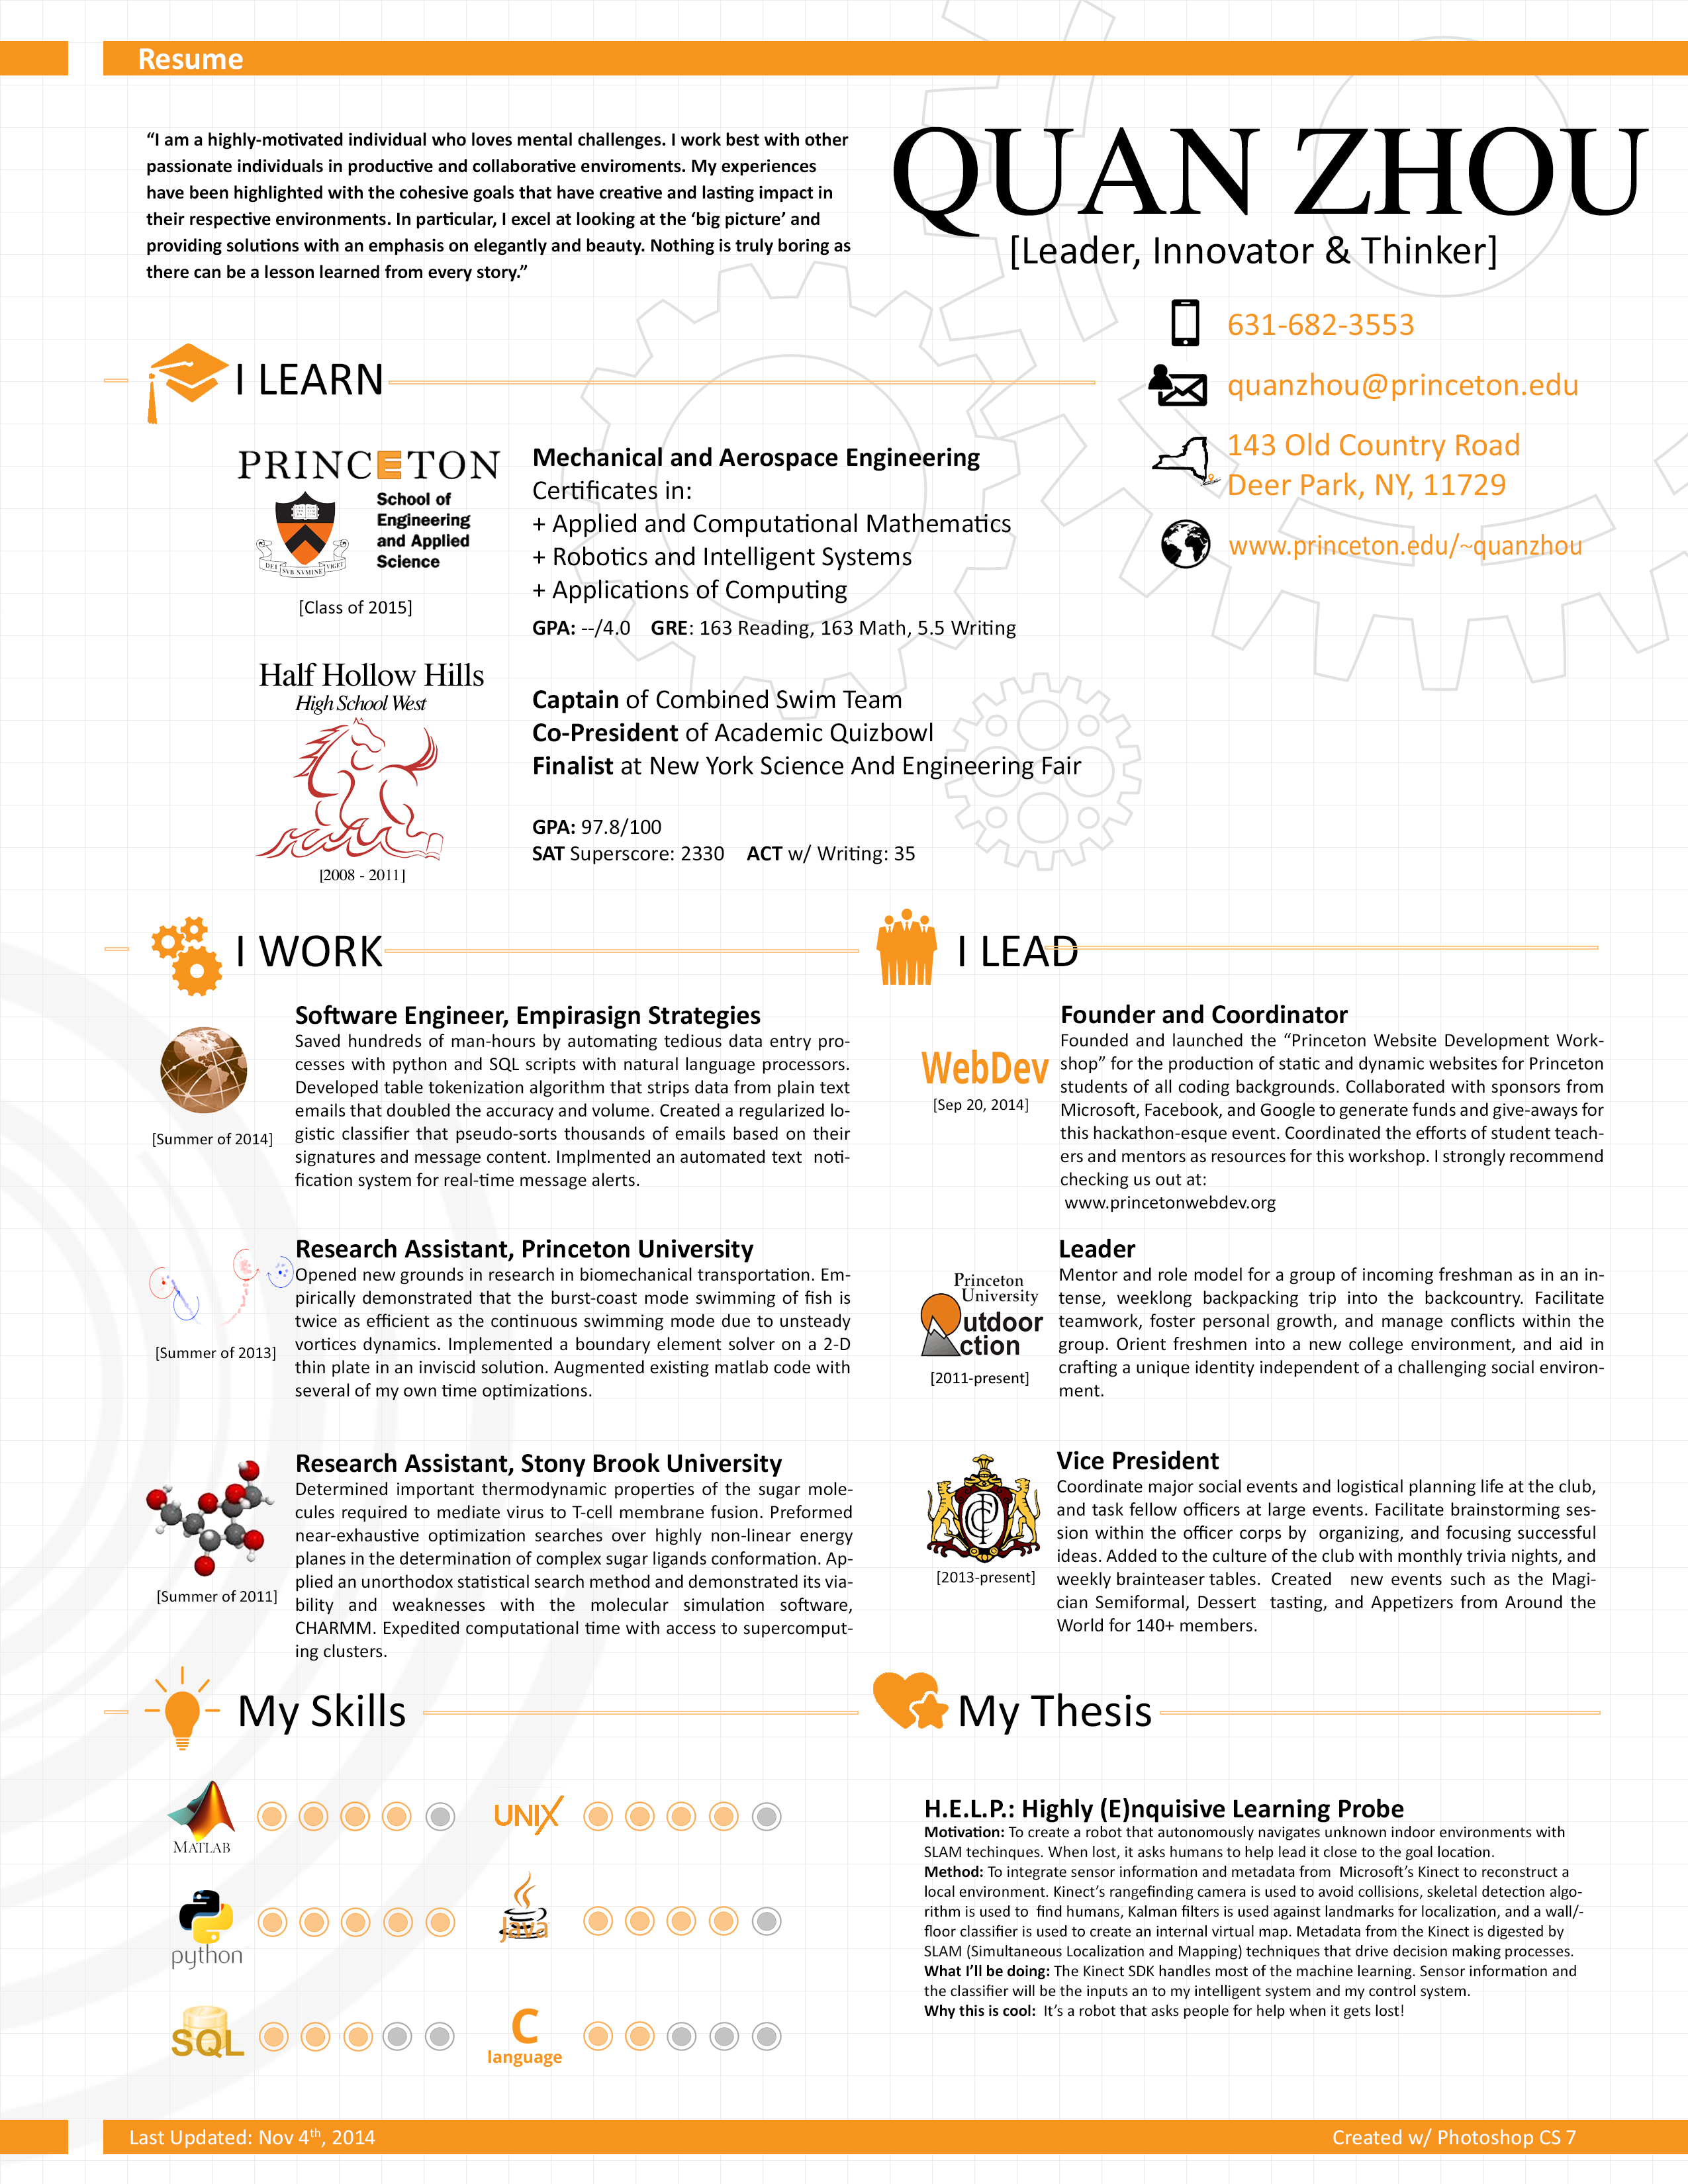 Resume
“I am a highly-motivated individual who loves mental challenges. I work best with other
passionate individuals in productive and collaborative enviroments. My experiences
have been highlighted with the cohesive goals that have creative and lasting impact in
their respective environments. In particular, I excel at looking at the ‘big picture’ and
providing solutions with an emphasis on elegantly and beauty. Nothing is truly boring as
there can be a lesson learned from every story.”
QUAN ZHOU
[Leader, Innovator & Thinker]
631-682-3553
quanzhou@princeton.edu
143 Old Country Road
Deer Park, NY, 11729
www.princeton.edu/~quanzhou
I LEARN
PRINCETON
School of
Engineering
and Applied
Science
DEI SVB NVMINE VIGET
[Class of 2015]
Mechanical and Aerospace Engineering
Certificates in:
+ Applied and Computational Mathematics
+ Robotics and Intelligent Systems
+ Applications of Computing
GPA: --/4.0 GRE: 163 Reading, 163 Math, 5.5 Writing
Half Hollow Hills
High School West
[2008 - 2011]
Captain of Combined Swim Team
Co-President of Academic Quizbowl
Finalist at New York Science And Engineering Fair
GPA: 97.8/100
SAT Superscore: 2330 ACT w/ Writing: 35
I WORK
[Summer of 2014]
Software Engineer, Empirasign Strategies
Saved hundreds of man-hours by automating tedious data entry pro-
cesses with python and SQL scripts with natural language processors.
Developed table tokenization algorithm that strips data from plain text
emails that doubled the accuracy and volume. Created a regularized lo-
gistic classifier that pseudo-sorts thousands of emails based on their
signatures and message content. Implmented an automated text noti-
fication system for real-time message alerts.
[Summer of 2013]
Research Assistant, Princeton University
Opened new grounds in research in biomechanical transportation. Em-
pirically demonstrated that the burst-coast mode swimming of fish is
twice as efficient as the continuous swimming mode due to unsteady
vortices dynamics. Implemented a boundary element solver on a 2-D
thin plate in an inviscid solution. Augmented existing matlab code with
several of my own time optimizations.
[Summer of 2011]
Research Assistant, Stony Brook University
Determined important thermodynamic properties of the sugar mole-
cules required to mediate virus to T-cell membrane fusion. Preformed
near-exhaustive optimization searches over highly non-linear energy
planes in the determination of complex sugar ligands conformation. Ap-
plied an unorthodox statistical search method and demonstrated its via-
bility and weaknesses with the molecular simulation software,
CHARMM. Expedited computational time with access to supercomput-
ing clusters.
I LEAD
WebDev
[Sep 20, 2014]
Founder and Coordinator
Founded and launched the “Princeton Website Development Work-
shop” for the production of static and dynamic websites for Princeton
students of all coding backgrounds. Collaborated with sponsors from
Microsoft, Facebook, and Google to generate funds and give-aways for
this hackathon-esque event. Coordinated the efforts of student teach-
ers and mentors as resources for this workshop. I strongly recommend
checking us out at:
www.princetonwebdev.org
Princeton
University
Outdoor
Action
[2011-present]
Leader
Mentor and role model for a group of incoming freshman as in an in-
tense, weeklong backpacking trip into the backcountry. Facilitate
teamwork, foster personal growth, and manage conflicts within the
group. Orient freshmen into a new college environment, and aid in
crafting a unique identity independent of a challenging social environ-
ment.
[2013-present]
Vice President
Coordinate major social events and logistical planning life at the club,
and task fellow officers at large events. Facilitate brainstorming ses-
sion within the officer corps by organizing, and focusing successful
ideas. Added to the culture of the club with monthly trivia nights, and
weekly brainteaser tables. Created new events such as the Magi-
cian Semiformal, Dessert tasting, and Appetizers from Around the
World for 140+ members.
My Skills
MATLAB
UNIX
python
java
SQL
C
language
My Thesis
H.E.L.P.: Highly (E)nquisive Learning Probe
Motivation: To create a robot that autonomously navigates unknown indoor environments with
SLAM techinques. When lost, it asks humans to help lead it close to the goal location.
Method: To integrate sensor information and metadata from Microsoft’s Kinect to reconstruct a
local environment. Kinect’s rangefinding camera is used to avoid collisions, skeletal detection algo-
rithm is used to find humans, Kalman filters is used against landmarks for localization, and a wall/-
floor classifier is used to create an internal virtual map. Metadata from the Kinect is digested by
SLAM (Simultaneous Localization and Mapping) techniques that drive decision making processes.
What I’ll be doing: The Kinect SDK handles most of the machine learning. Sensor information and
the classifier will be the inputs an to my intelligent system and my control system.
Why this is cool: It’s a robot that asks people for help when it gets lost!
Last Updated: Nov 4th, 2014
Created w/ Photoshop CS 7